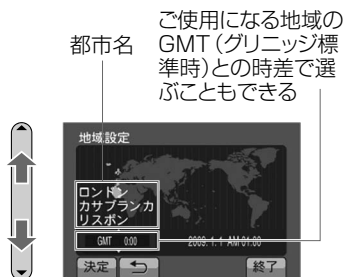 ご使用になる地域の
GMT（グリニッジ標
準時）との時差で選
ぶこともできる
都市名
地域設定
ロンドン
カサブランカ
リスボン
GMT 0:00
2009. 1. 1 AM 01:00
決定
終了